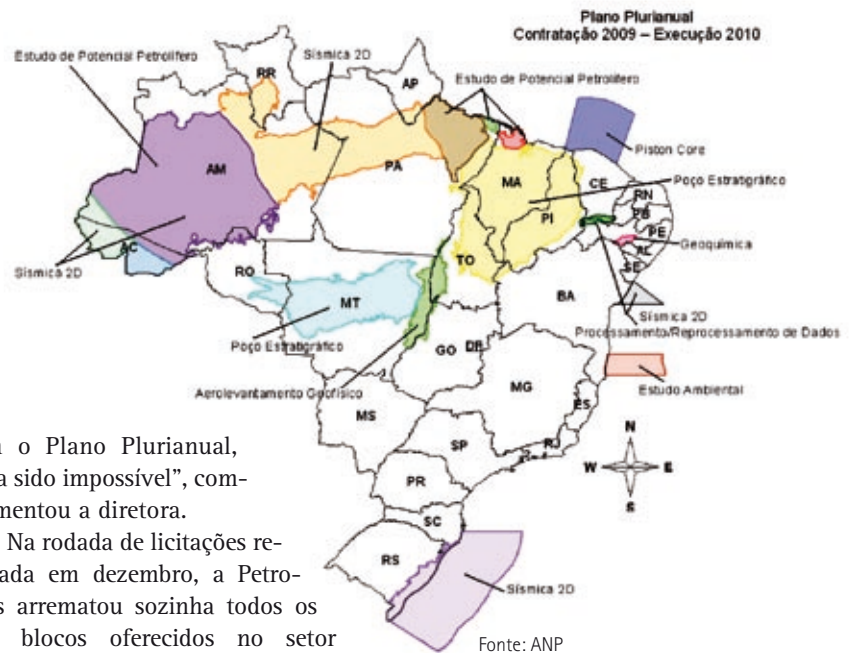 Plano Plurianual
Contratação 2009 – Execução 2010
Estudo de Potencial Petrolífero
Sísmica 2D
Estudo de Potencial Petrolífero
RR
AP
Piston Core
AM
PA
MA
CE
Poço Estratigráfico
RN
PB
PI
PE
AL
Geoquímica
SE
AC
Sísmica 2D
RO
TO
MT
BA
Sísmica 2D
Processamento/Reprocessamento de Dados
Poço Estratigráfico
GO
DF
Aerolevantamento Geofísico
MG
Estudo Ambiental
MS
ES
SP
RJ
N
W
E
S
PR
SC
RS
Sísmica 2D
o Plano Plurianual,
a sido impossível”, com-
mentou a diretora.
Na rodada de licitações re-
ada em dezembro, a Petro-
s arrematou sozinha todos os
blocos oferecidos no setor
Fonte: ANP